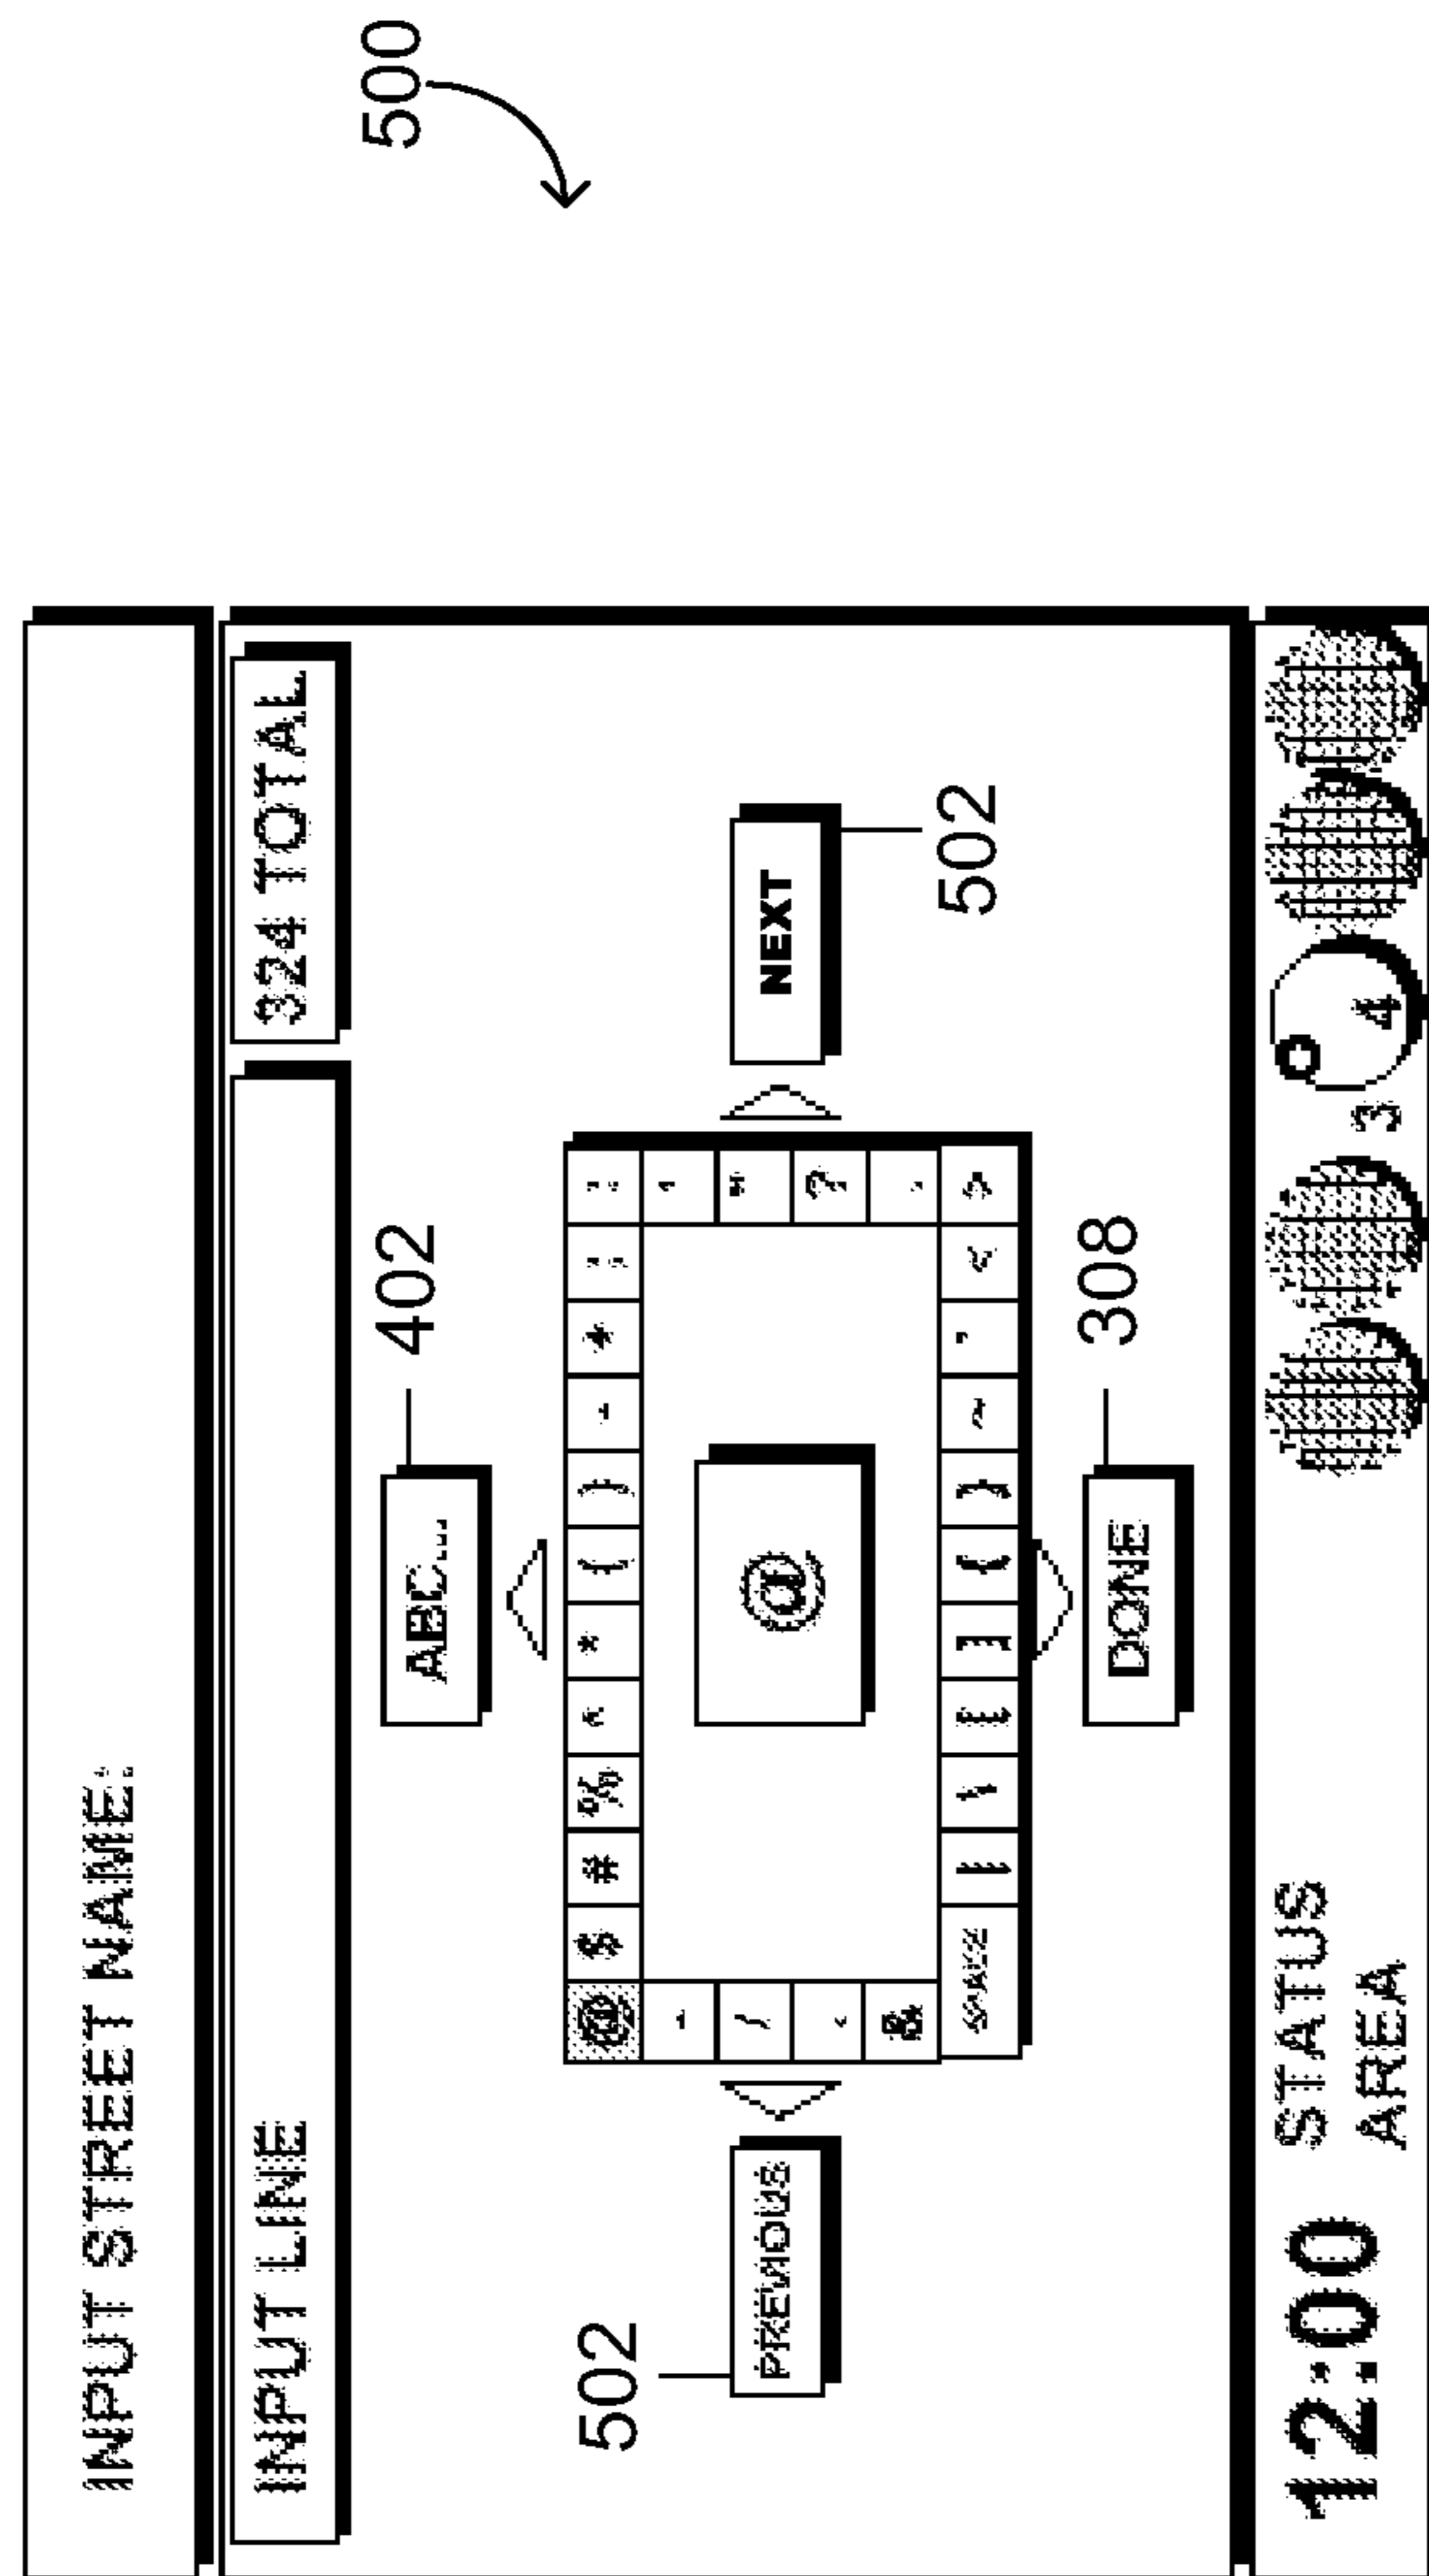 500
INPUT STREET NAME:
INPUT LINE
324 TOTAL
ABC...
402
502
PREVIOUS
NEXT
502
@ $ # % ^ * ( )
@
&
SPACE | \ [ ] { } ~ ' < >
" ?
DONE
308
12:00
STATUS
AREA
3
4